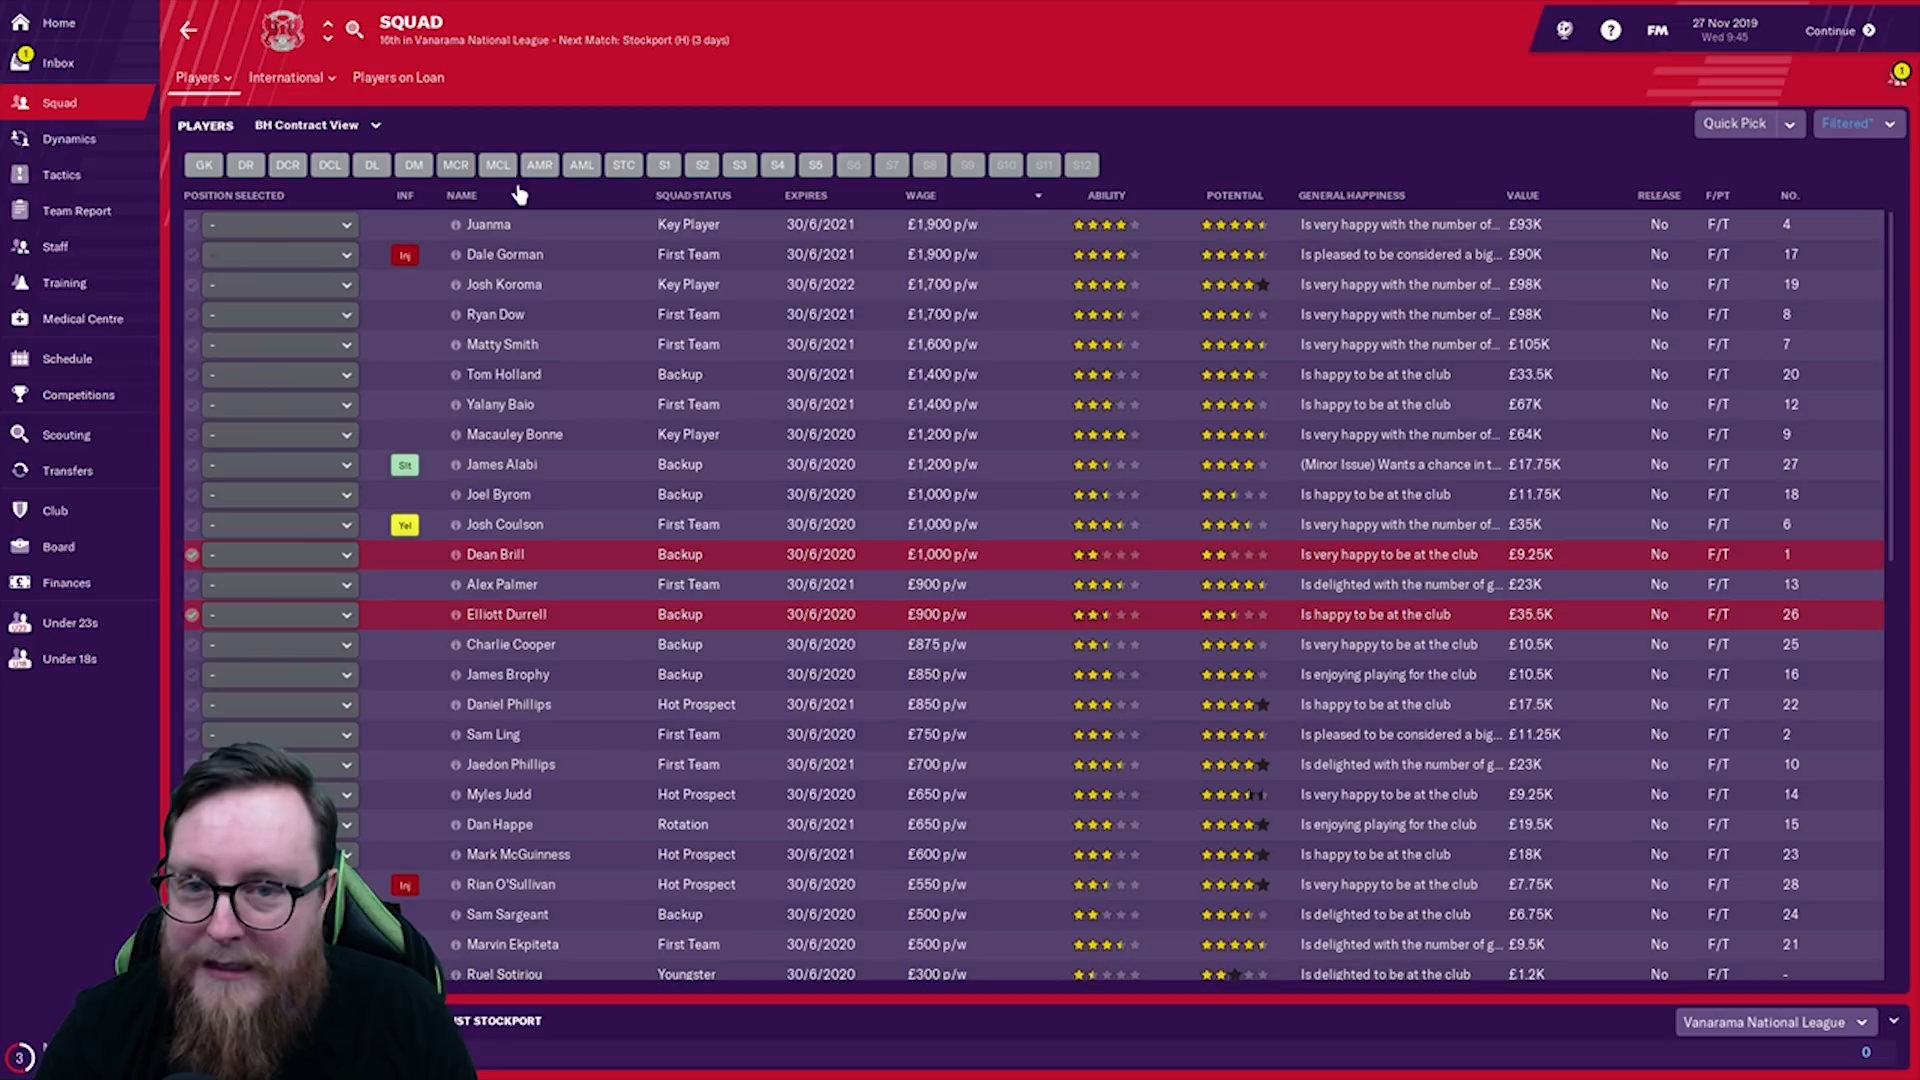 Home
SQUAD
16th in Vanarama National League - Next Match: Stockport (H) (3 days)
FM
27 Nov 2019
Wed 9:45
Continue
1
Inbox
Players
International
Players on Loan
1
Squad
Dynamics
Tactics
Team Report
Staff
Training
Medical Centre
Schedule
Competitions
Scouting
Transfers
Club
Board
Finances
U23
Under 23s
U18
Under 18s
3
PLAYERS BH Contract View
Quick Pick
Filtered*
GK DR DCR DCL DL DM MCR MCL AMR AML STC S1 S2 S3 S4 S5 S6 S7 S8 S9 S10 S11 S12
POSITION SELECTED INF NAME SQUAD STATUS EXPIRES WAGE ABILITY POTENTIAL GENERAL HAPPINESS VALUE RELEASE F/PT NO.
- Juanma Key Player 30/6/2021 £1,900 p/w Is very happy with the number of... £93K No F/T 4
- Inj Dale Gorman First Team 30/6/2021 £1,900 p/w Is pleased to be considered a big... £90K No F/T 17
- Josh Koroma Key Player 30/6/2022 £1,700 p/w Is very happy with the number of... £98K No F/T 19
- Ryan Dow First Team 30/6/2021 £1,700 p/w Is very happy with the number of... £98K No F/T 8
- Matty Smith First Team 30/6/2021 £1,600 p/w Is very happy with the number of... £105K No F/T 7
- Tom Holland Backup 30/6/2021 £1,400 p/w Is happy to be at the club £33.5K No F/T 20
- Yalany Baio First Team 30/6/2021 £1,400 p/w Is happy to be at the club £67K No F/T 12
- Macauley Bonne Key Player 30/6/2020 £1,200 p/w Is very happy with the number of... £64K No F/T 9
- Slt James Alabi Backup 30/6/2020 £1,200 p/w (Minor Issue) Wants a chance in t... £17.75K No F/T 27
- Joel Byrom Backup 30/6/2020 £1,000 p/w Is happy to be at the club £11.75K No F/T 18
- Yel Josh Coulson First Team 30/6/2020 £1,000 p/w Is very happy with the number of... £35K No F/T 6
- Dean Brill Backup 30/6/2020 £1,000 p/w Is very happy to be at the club £9.25K No F/T 1
- Alex Palmer First Team 30/6/2021 £900 p/w Is delighted with the number of g... £23K No F/T 13
- Elliott Durrell Backup 30/6/2020 £900 p/w Is happy to be at the club £35.5K No F/T 26
- Charlie Cooper Backup 30/6/2020 £875 p/w Is very happy to be at the club £10.5K No F/T 25
- James Brophy Backup 30/6/2020 £850 p/w Is enjoying playing for the club £10.5K No F/T 16
- Daniel Phillips Hot Prospect 30/6/2021 £850 p/w Is happy to be at the club £17.5K No F/T 22
- Sam Ling First Team 30/6/2021 £750 p/w Is pleased to be considered a big... £11.25K No F/T 2
Jaedon Phillips First Team 30/6/2021 £700 p/w Is delighted with the number of g... £23K No F/T 10
Myles Judd Hot Prospect 30/6/2020 £650 p/w Is very happy to be at the club £9.25K No F/T 14
Dan Happe Rotation 30/6/2021 £650 p/w Is enjoying playing for the club £19.5K No F/T 15
Mark McGuinness Hot Prospect 30/6/2021 £600 p/w Is happy to be at the club £18K No F/T 23
Inj Rian O'Sullivan Hot Prospect 30/6/2020 £550 p/w Is very happy to be at the club £7.75K No F/T 28
Sam Sargeant Backup 30/6/2020 £500 p/w Is delighted to be at the club £6.75K No F/T 24
Marvin Ekpiteta First Team 30/6/2020 £500 p/w Is delighted with the number of g... £9.5K No F/T 21
Ruel Sotiriou Youngster 30/6/2020 £300 p/w Is delighted to be at the club £1.2K No F/T -
ST STOCKPORT
Vanarama National League
0